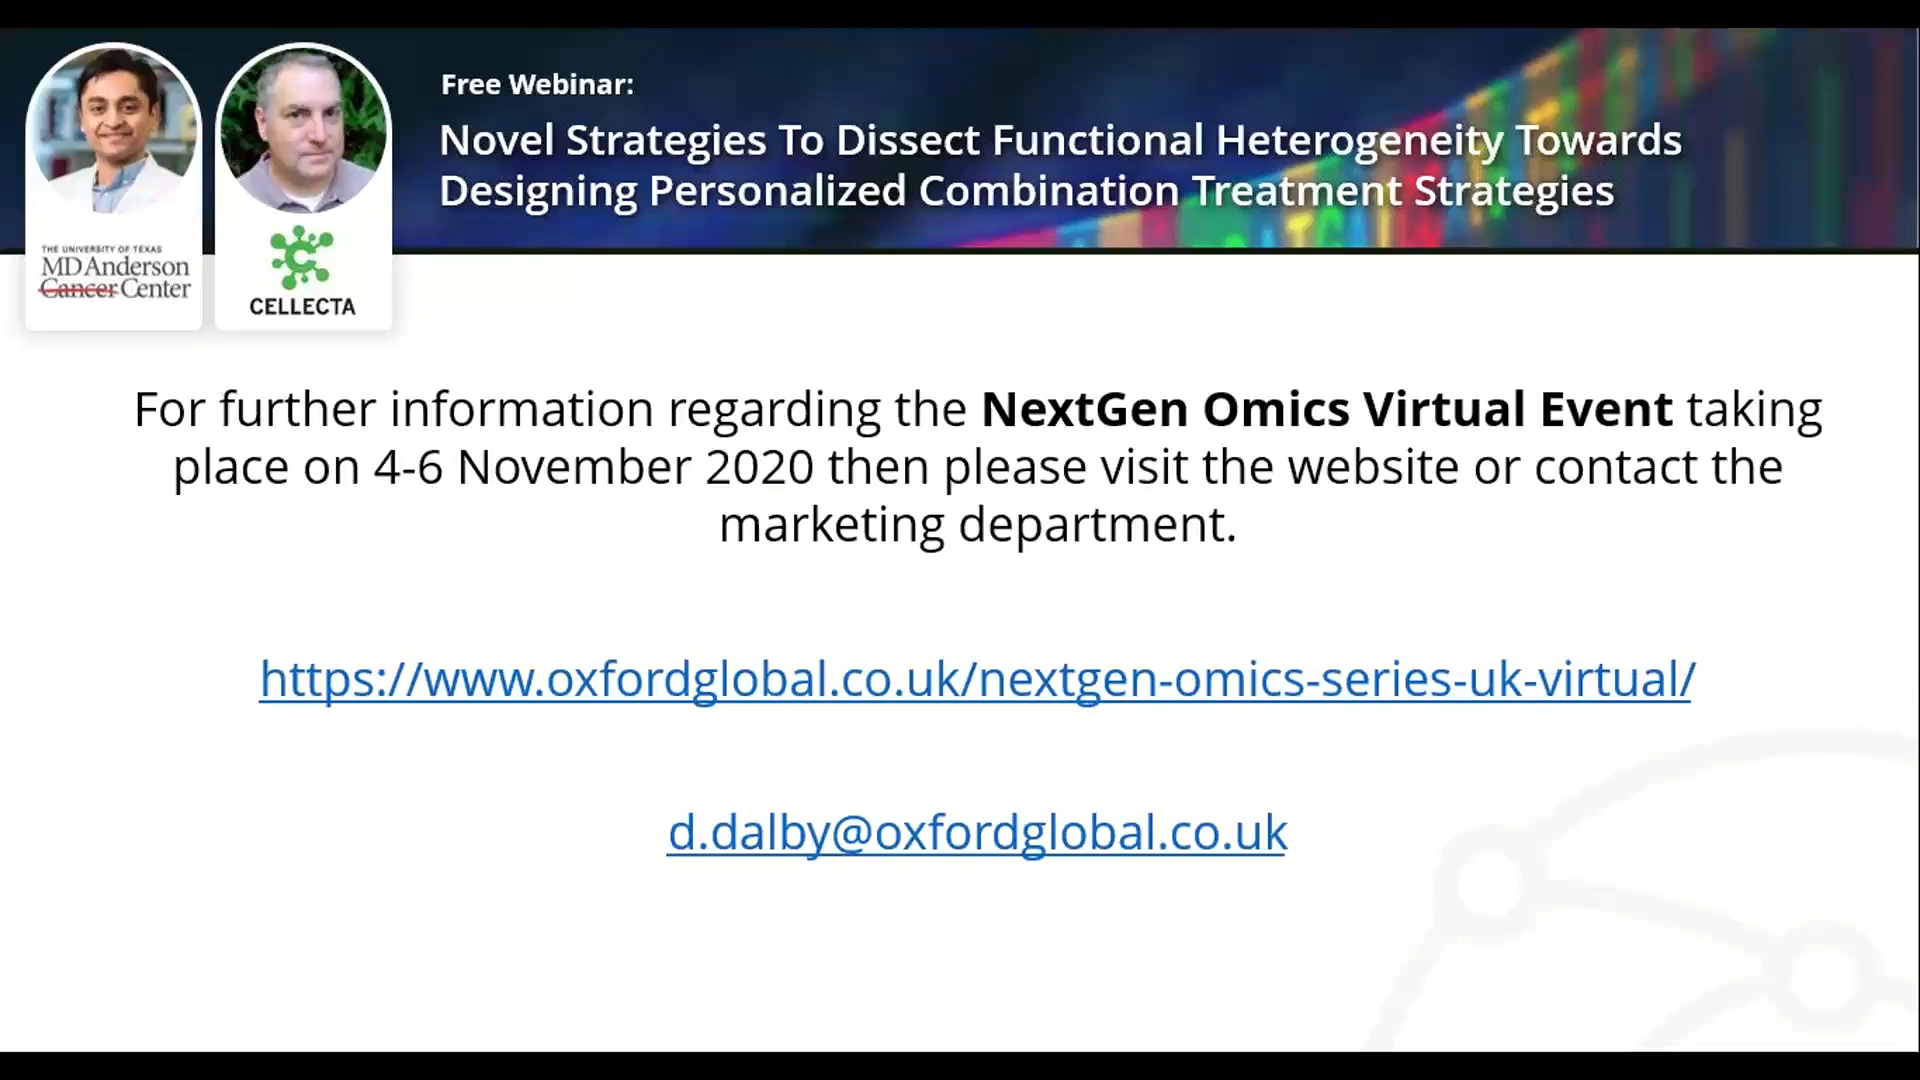 Free Webinar:
Novel Strategies To Dissect Functional Heterogeneity Towards
Designing Personalized Combination Treatment Strategies
THE UNIVERSITY OF TEXAS
MD Anderson
Cancer Center
CELLECTA
For further information regarding the NextGen Omics Virtual Event taking
place on 4-6 November 2020 then please visit the website or contact the
marketing department.
https://www.oxfordglobal.co.uk/nextgen-omics-series-uk-virtual/
d.dalby@oxfordglobal.co.uk